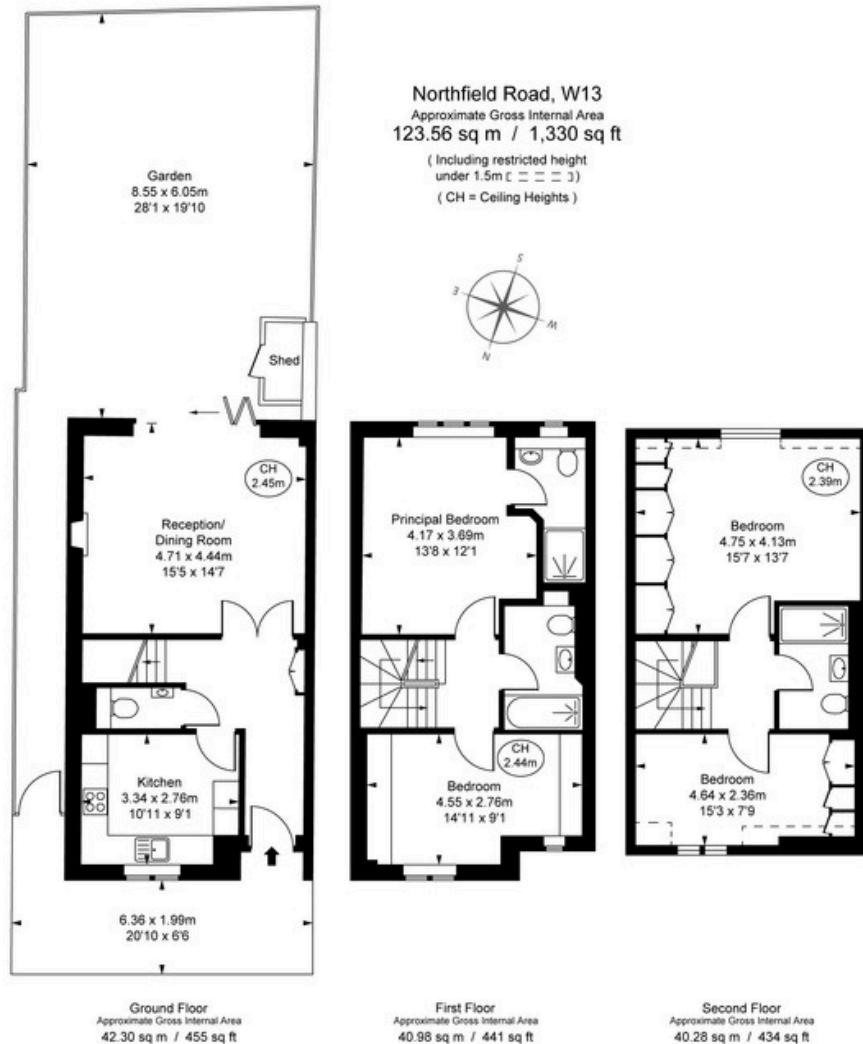 Northfield Road, W13
Approximate Gross Internal Area
123.56 sq m / 1,330 sq ft
( Including restricted height
under 1.5m )
( CH = Ceiling Heights )
S
E
W
N
Garden
8.55 x 6.05m
28'1 x 19'10
Shed
CH
2.45m
Reception/
Dining Room
4.71 x 4.44m
15'5 x 14'7
Kitchen
3.34 x 2.76m
10'11 x 9'1
6.36 x 1.99m
20'10 x 6'6
Ground Floor
Approximate Gross Internal Area
42.30 sq m / 455 sq ft
Principal Bedroom
4.17 x 3.69m
13'8 x 12'1
CH
2.44m
Bedroom
4.55 x 2.76m
14'11 x 9'1
First Floor
Approximate Gross Internal Area
40.98 sq m / 441 sq ft
CH
2.39m
Bedroom
4.75 x 4.13m
15'7 x 13'7
Bedroom
4.64 x 2.36m
15'3 x 7'9
Second Floor
Approximate Gross Internal Area
40.28 sq m / 434 sq ft